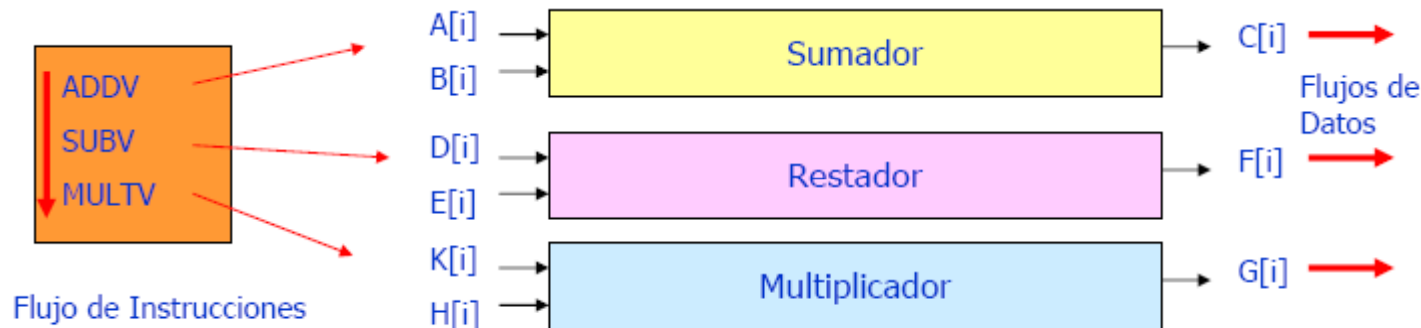 ADDV
SUBV
MULTV
Flujo de Instrucciones
A[i]
B[i]
Sumador
C[i]
D[i]
E[i]
Restador
F[i]
K[i]
H[i]
Multiplicador
G[i]
Flujos de
Datos